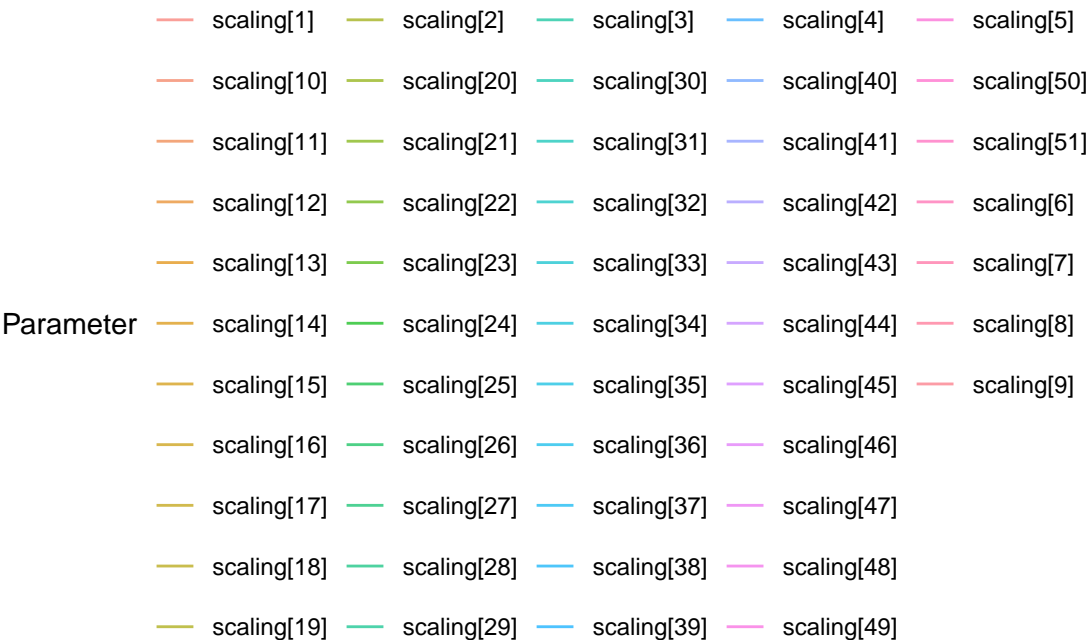 scaling[1] scaling[2] scaling[3] scaling[4] scaling[5]
scaling[10] scaling[20] scaling[30] scaling[40] scaling[50]
scaling[11] scaling[21] scaling[31] scaling[41] scaling[51]
scaling[12] scaling[22] scaling[32] scaling[42] scaling[6]
scaling[13] scaling[23] scaling[33] scaling[43] scaling[7]
Parameter scaling[14] scaling[24] scaling[34] scaling[44] scaling[8]
scaling[15] scaling[25] scaling[35] scaling[45] scaling[9]
scaling[16] scaling[26] scaling[36] scaling[46]
scaling[17] scaling[27] scaling[37] scaling[47]
scaling[18] scaling[28] scaling[38] scaling[48]
scaling[19] scaling[29] scaling[39] scaling[49]